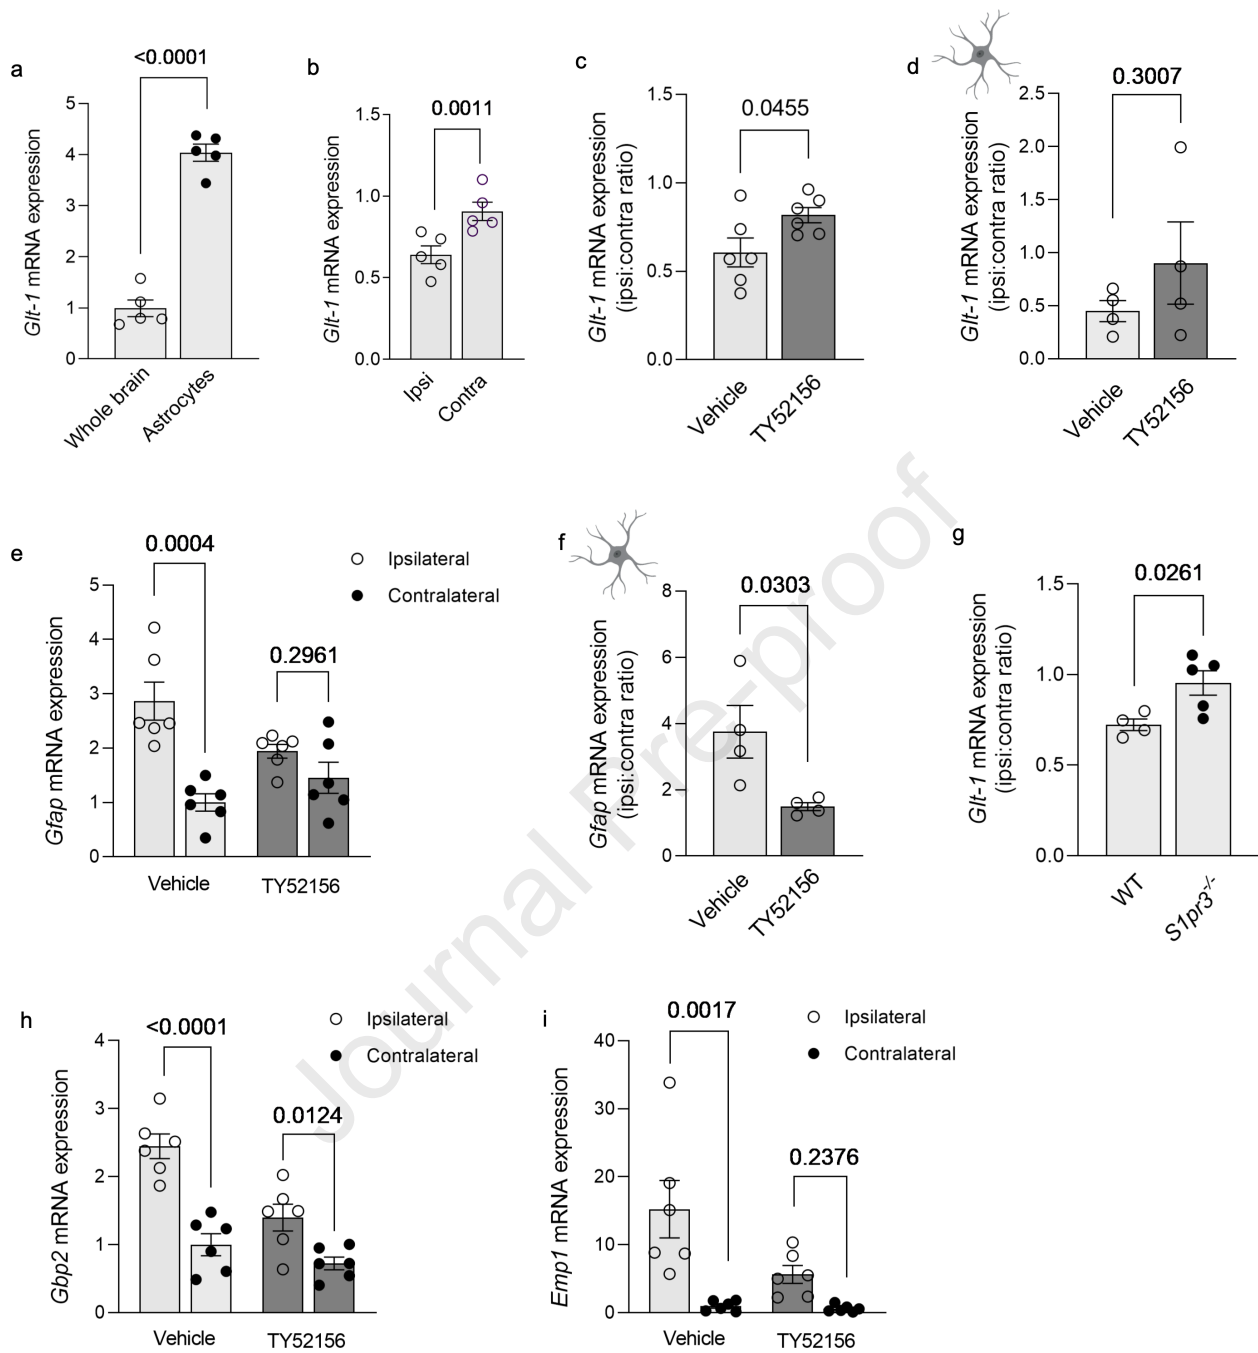 a
<0.0001
Glt-1 mRNA expression
5
4
3
2
1
0
Whole brain
Astrocytes
b
0.0011
Glt-1 mRNA expression
1.5
1.0
0.5
0.0
Ipsi
Contra
c
0.0455
Glt-1 mRNA expression
(ipsi:contra ratio)
1.5
1.0
0.5
0.0
Vehicle
TY52156
d
0.3007
Glt-1 mRNA expression
(ipsi:contra ratio)
2.5
2.0
1.5
1.0
0.5
0.0
Vehicle
TY52156
e
0.0004
0.2961
Ipsilateral
Contralateral
Gfap mRNA expression
5
4
3
2
1
0
Vehicle
TY52156
f
0.0303
Gfap mRNA expression
(ipsi:contra ratio)
8
6
4
2
0
Vehicle
TY52156
g
0.0261
Glt-1 mRNA expression
(ipsi:contra ratio)
1.5
1.0
0.5
0.0
WT
S1pr3-/-
h
<0.0001
0.0124
Ipsilateral
Contralateral
Gbp2 mRNA expression
4
3
2
1
0
Vehicle
TY52156
i
0.0017
0.2376
Ipsilateral
Contralateral
Emp1 mRNA expression
40
30
20
10
0
Vehicle
TY52156
Journal Pre-proof